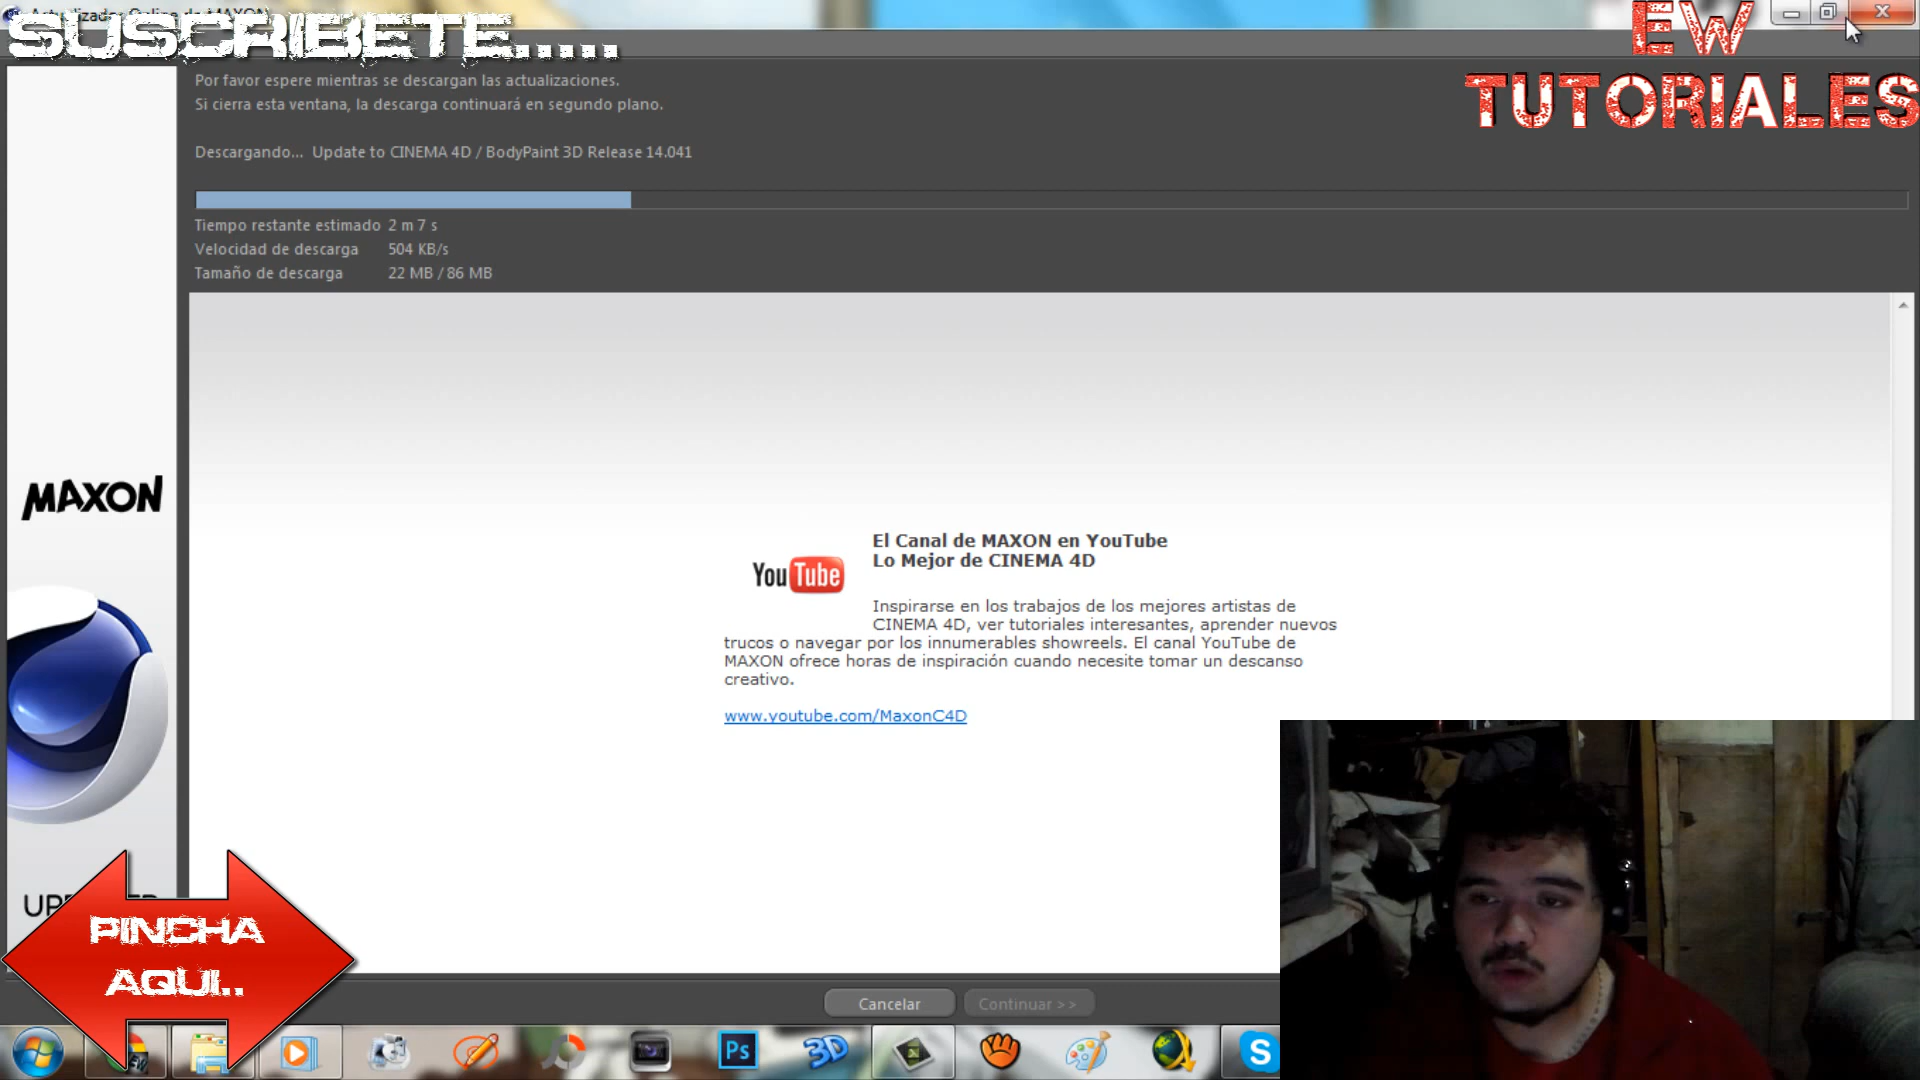 SUSCRIBETE.....
EW
TUTORIALES
Por favor espere mientras se descargan las actualizaciones.
Si cierra esta ventana, la descarga continuará en segundo plano.
Descargando... Update to CINEMA 4D / BodyPaint 3D Release 14.041
Tiempo restante estimado 2 m 7 s
Velocidad de descarga 504 KB/s
Tamaño de descarga 22 MB / 86 MB
MAXON
El Canal de MAXON en YouTube
Lo Mejor de CINEMA 4D
YouTube
Inspirarse en los trabajos de los mejores artistas de
CINEMA 4D, ver tutoriales interesantes, aprender nuevos
trucos o navegar por los innumerables showreels. El canal YouTube de
MAXON ofrece horas de inspiración cuando necesite tomar un descanso
creativo.
www.youtube.com/MaxonC4D
PINCHA
AQUI..
Cancelar
Continuar >>
Ps
3D
S